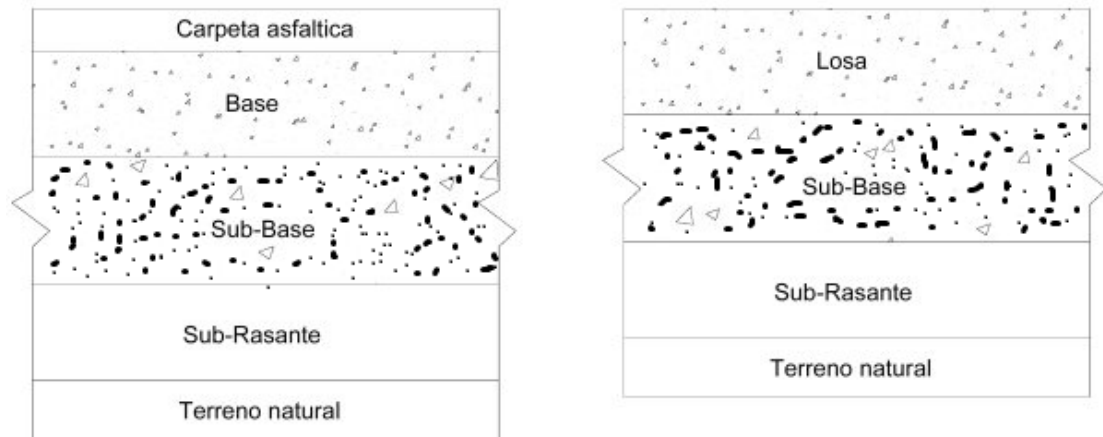 Carpeta asfaltica
Base
Sub-Base
Sub-Rasante
Terreno natural
Losa
Sub-Base
Sub-Rasante
Terreno natural